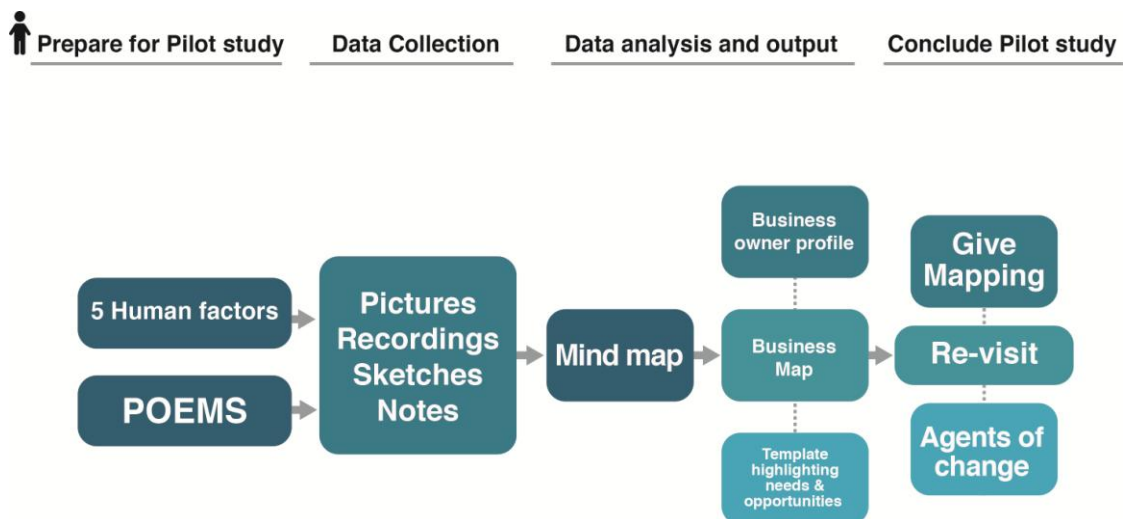 Prepare for Pilot study
Data Collection
Data analysis and output
Conclude Pilot study
5 Human factors
POEMS
Pictures
Recordings
Sketches
Notes
Mind map
Business
owner profile
Business
Map
Template
highlighting
needs &
opportunities
Give
Mapping
Re-visit
Agents of
change